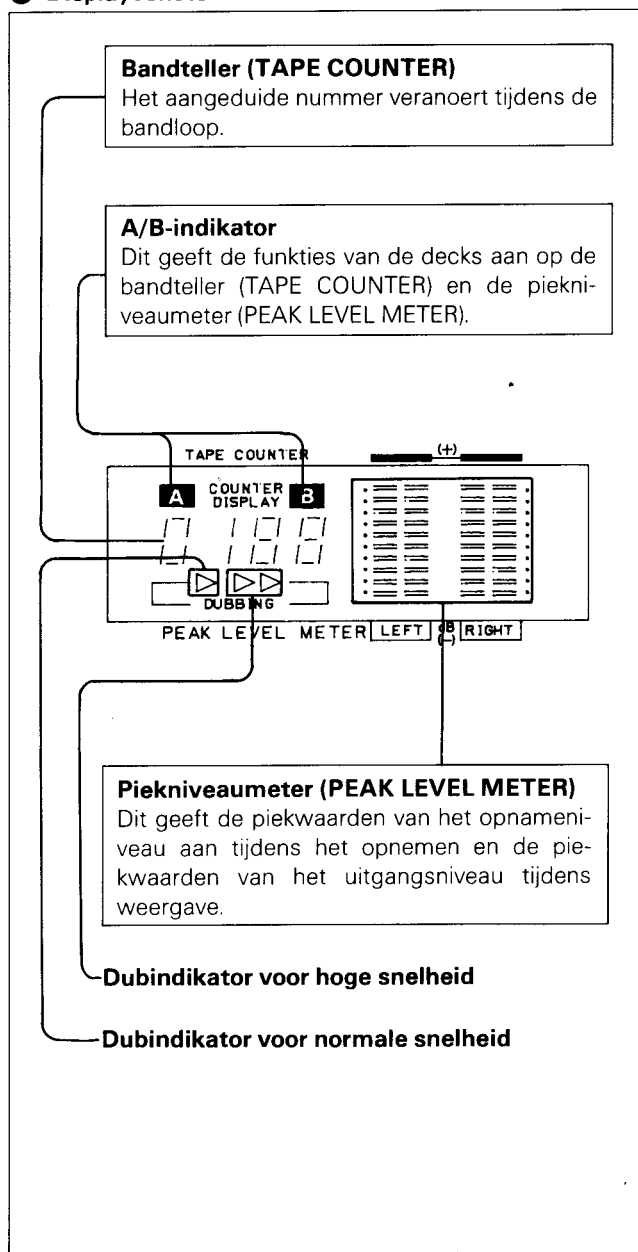 Bandteller (TAPE COUNTER)
Het aangeduide nummer veranoert tijdens de
bandloop.
A/B-indikator
Dit geeft de funkties van de decks aan op de
bandteller (TAPE COUNTER) en de piekni-
veaumeter (PEAK LEVEL METER).
TAPE COUNTER
(+)
A COUNTER B
DISPLAY
DUBBING
PEAK LEVEL METER LEFT dB RIGHT
(−)
Piekniveaumeter (PEAK LEVEL METER)
Dit geeft de piekwaarden van het opnameni-
veau aan tijdens het opnemen en de pie-
kwaarden van het uitgangsniveau tijdens
weergave.
Dubindikator voor hoge snelheid
Dubindikator voor normale snelheid